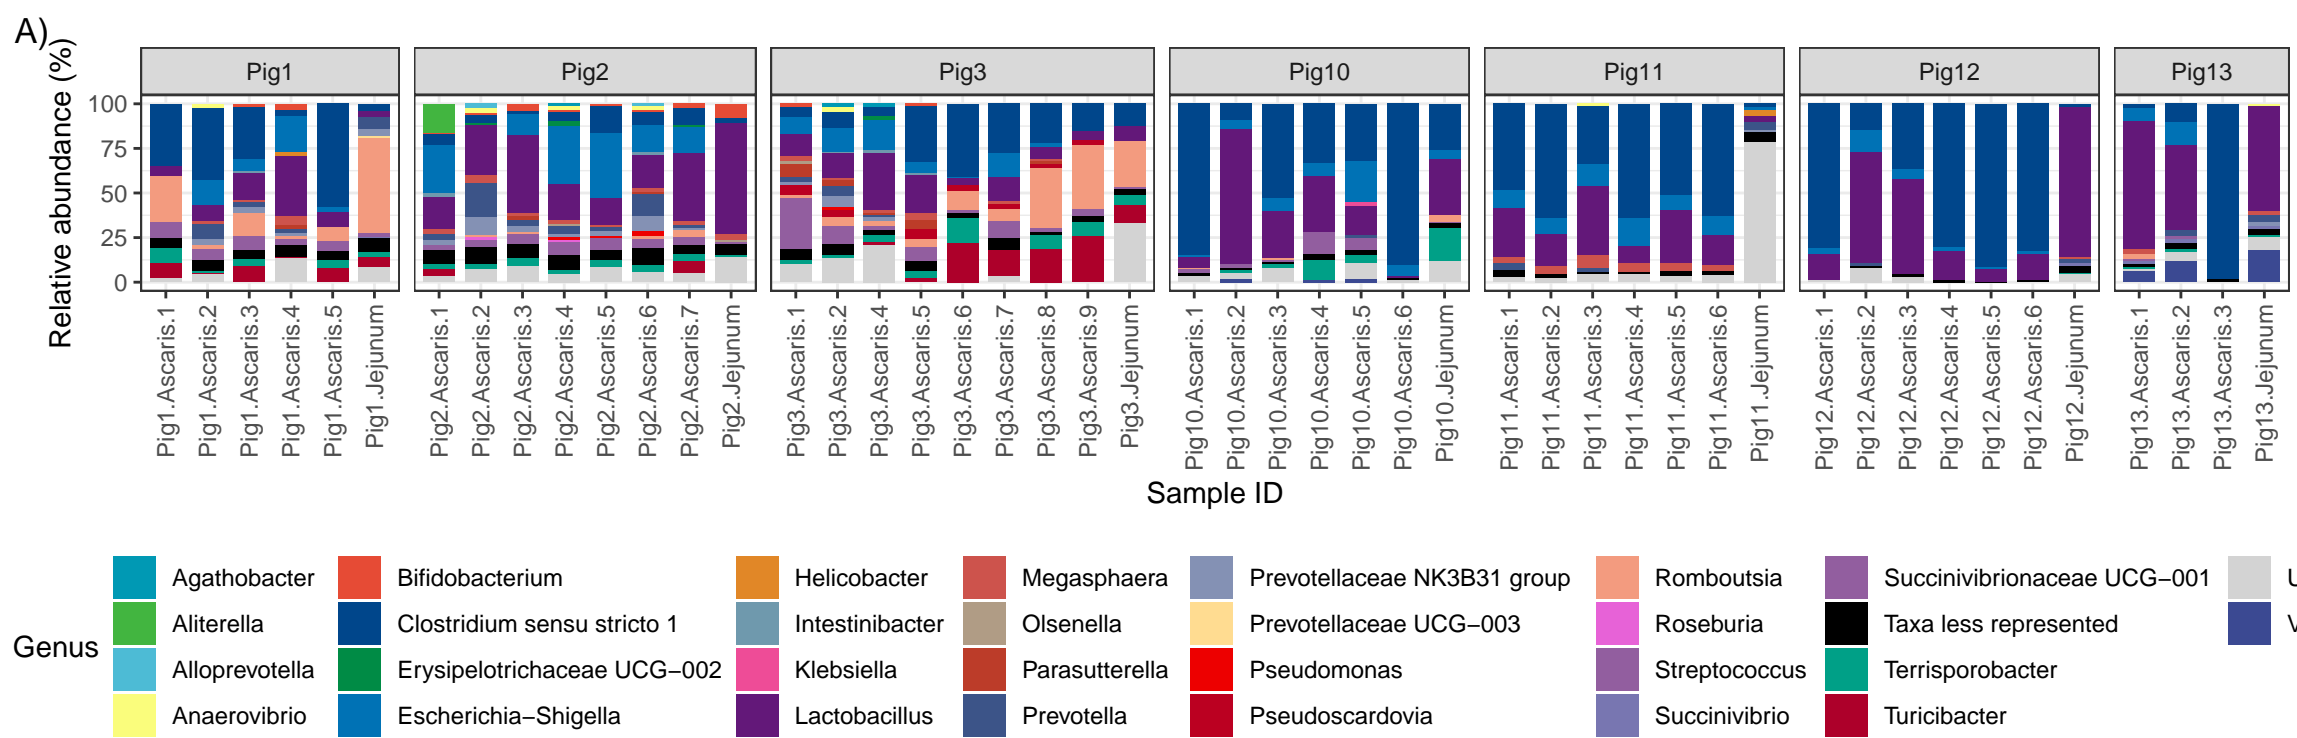 A)
Relative abundance (%)
Pig1 Pig2 Pig3 Pig10 Pig11 Pig12 Pig13
100
75
50
25
0
Pig1.Ascaris.1
Pig1.Ascaris.2
Pig1.Ascaris.3
Pig1.Ascaris.4
Pig1.Ascaris.5
Pig1.Jejunum
Pig2.Ascaris.1
Pig2.Ascaris.2
Pig2.Ascaris.3
Pig2.Ascaris.4
Pig2.Ascaris.5
Pig2.Ascaris.6
Pig2.Ascaris.7
Pig2.Jejunum
Pig3.Ascaris.1
Pig3.Ascaris.2
Pig3.Ascaris.4
Pig3.Ascaris.5
Pig3.Ascaris.6
Pig3.Ascaris.7
Pig3.Ascaris.8
Pig3.Ascaris.9
Pig3.Jejunum
Pig10.Ascaris.1
Pig10.Ascaris.2
Pig10.Ascaris.3
Pig10.Ascaris.4
Pig10.Ascaris.5
Pig10.Ascaris.6
Pig10.Jejunum
Pig11.Ascaris.1
Pig11.Ascaris.2
Pig11.Ascaris.3
Pig11.Ascaris.4
Pig11.Ascaris.5
Pig11.Ascaris.6
Pig11.Jejunum
Pig12.Ascaris.1
Pig12.Ascaris.2
Pig12.Ascaris.3
Pig12.Ascaris.4
Pig12.Ascaris.5
Pig12.Ascaris.6
Pig12.Jejunum
Pig13.Ascaris.1
Pig13.Ascaris.2
Pig13.Ascaris.3
Pig13.Jejunum
Sample ID
Genus
Agathobacter
Aliterella
Alloprevotella
Anaerovibrio
Bifidobacterium
Clostridium sensu stricto 1
Erysipelotrichaceae UCG−002
Escherichia−Shigella
Helicobacter
Intestinibacter
Klebsiella
Lactobacillus
Megasphaera
Olsenella
Parasutterella
Prevotella
Prevotellaceae NK3B31 group
Prevotellaceae UCG−003
Pseudomonas
Pseudoscardovia
Romboutsia
Roseburia
Streptococcus
Succinivibrio
Succinivibrionaceae UCG−001
Taxa less represented
Terrisporobacter
Turicibacter